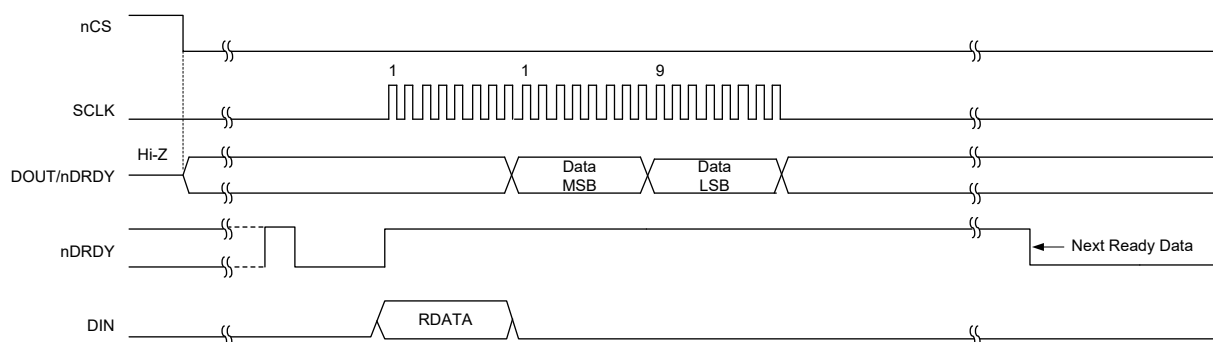 nCS
1 1 9
SCLK
Hi-Z
DOUT/nDRDY
Data
MSB
Data
LSB
nDRDY
Next Ready Data
DIN
RDATA